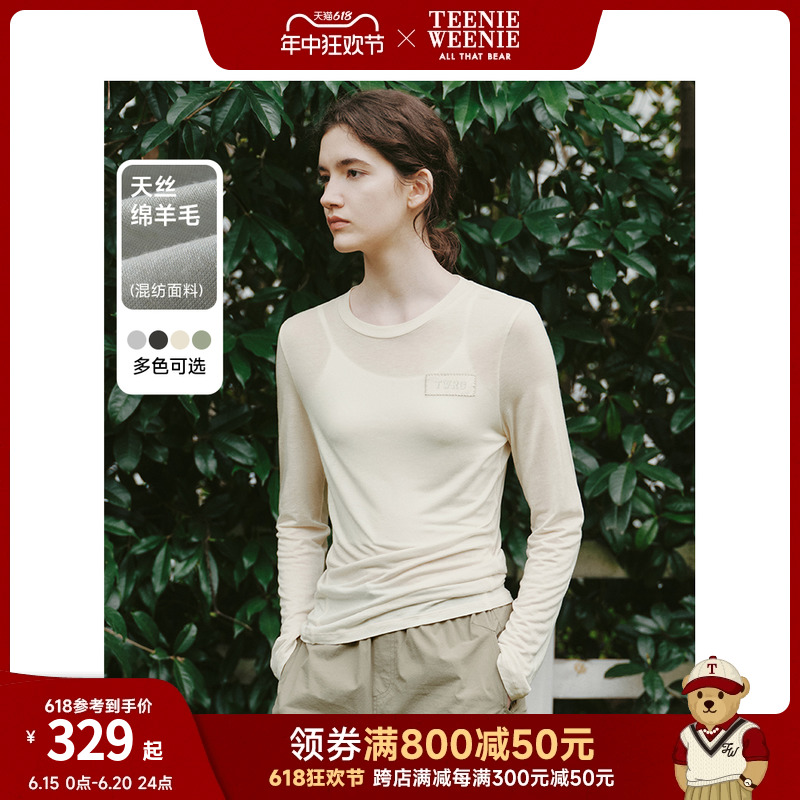 天猫618
年中狂欢节
×
TEENIE
WEENIE
ALL THAT BEAR
天丝
绵羊毛
(混纺面料)
多色可选
618参考到手价
¥ 329 起
6.15 0点-6.20 24点
领券满800减50元
618狂欢节 跨店满减每满300元减50元
T
TW